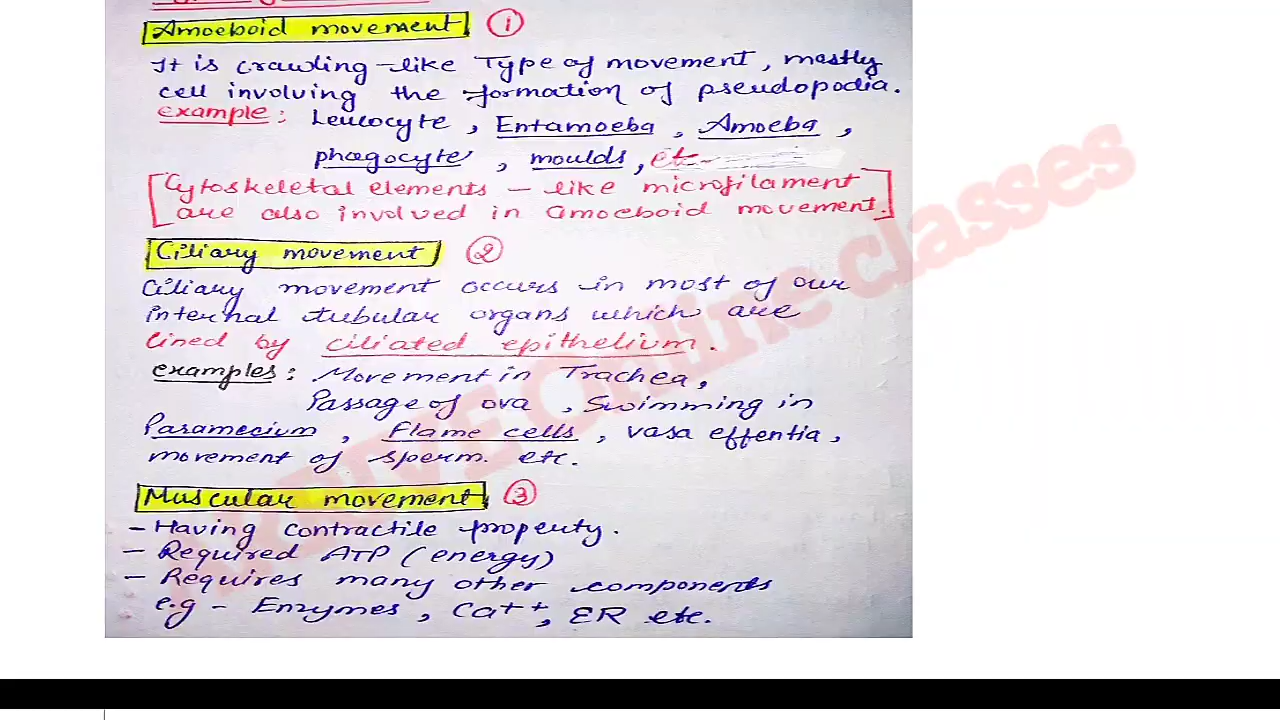 Amoeboid movement ①
It is crawling-like Type of movement, mostly
cell involving the formation of pseudopodia.
example: Leucocyte, Entamoeba, Amoeba,
phagocyte, moulds, etc.
[Cytoskeletal elements - like microfilament
are also involved in amoeboid movement.]
Ciliary movement ②
Ciliary movement occurs in most of our
internal tubular organs which are
lined by ciliated epithelium.
examples: Movement in Trachea,
Passage of ova, Swimming in
Paramecium, Flame cells, vasa effentia,
movement of sperm. etc.
Muscular movement ③
- Having contractile property.
- Required ATP (energy)
- Requires many other components
e.g - Enzymes, Ca++, ER etc.
Online classes